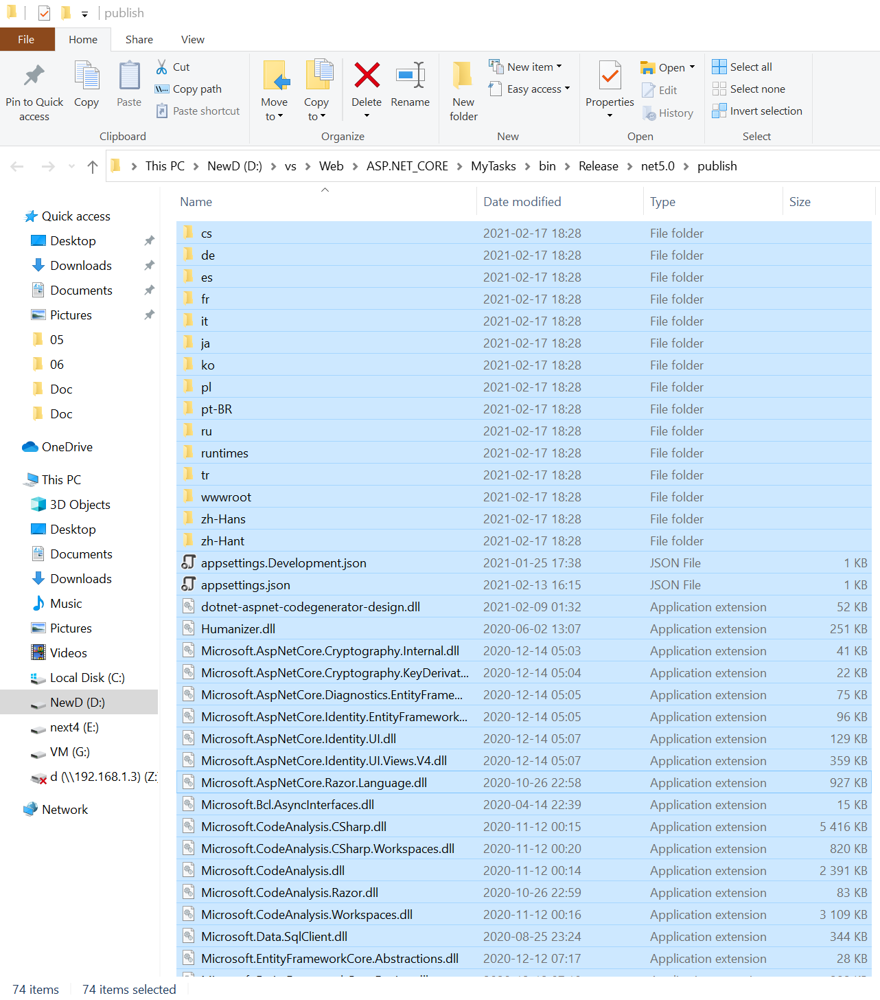 publish
File Home Share View
Pin to Quick access
Copy
Paste
Cut
Copy path
Paste shortcut
Clipboard
Move to
Copy to
Delete
Rename
Organize
New folder
New item
Easy access
New
Properties
Open
Edit
History
Open
Select all
Select none
Invert selection
Select
This PC > NewD (D:) > vs > Web > ASP.NET_CORE > MyTasks > bin > Release > net5.0 > publish
Quick access
Desktop
Downloads
Documents
Pictures
05
06
Doc
Doc
OneDrive
This PC
3D Objects
Desktop
Documents
Downloads
Music
Pictures
Videos
Local Disk (C:)
NewD (D:)
next4 (E:)
VM (G:)
d (\\192.168.1.3) (Z:
Network
Name Date modified Type Size
cs 2021-02-17 18:28 File folder
de 2021-02-17 18:28 File folder
es 2021-02-17 18:28 File folder
fr 2021-02-17 18:28 File folder
it 2021-02-17 18:28 File folder
ja 2021-02-17 18:28 File folder
ko 2021-02-17 18:28 File folder
pl 2021-02-17 18:28 File folder
pt-BR 2021-02-17 18:28 File folder
ru 2021-02-17 18:28 File folder
runtimes 2021-02-17 18:28 File folder
tr 2021-02-17 18:28 File folder
wwwroot 2021-02-17 18:28 File folder
zh-Hans 2021-02-17 18:28 File folder
zh-Hant 2021-02-17 18:28 File folder
appsettings.Development.json 2021-01-25 17:38 JSON File 1 KB
appsettings.json 2021-02-13 16:15 JSON File 1 KB
dotnet-aspnet-codegenerator-design.dll 2021-02-09 01:32 Application extension 52 KB
Humanizer.dll 2020-06-02 13:07 Application extension 251 KB
Microsoft.AspNetCore.Cryptography.Internal.dll 2020-12-14 05:03 Application extension 41 KB
Microsoft.AspNetCore.Cryptography.KeyDerivat... 2020-12-14 05:04 Application extension 22 KB
Microsoft.AspNetCore.Diagnostics.EntityFrame... 2020-12-14 05:05 Application extension 75 KB
Microsoft.AspNetCore.Identity.EntityFramework... 2020-12-14 05:05 Application extension 96 KB
Microsoft.AspNetCore.Identity.UI.dll 2020-12-14 05:07 Application extension 129 KB
Microsoft.AspNetCore.Identity.UI.Views.V4.dll 2020-12-14 05:07 Application extension 359 KB
Microsoft.AspNetCore.Razor.Language.dll 2020-10-26 22:58 Application extension 927 KB
Microsoft.Bcl.AsyncInterfaces.dll 2020-04-14 22:39 Application extension 15 KB
Microsoft.CodeAnalysis.CSharp.dll 2020-11-12 00:15 Application extension 5 416 KB
Microsoft.CodeAnalysis.CSharp.Workspaces.dll 2020-11-12 00:20 Application extension 820 KB
Microsoft.CodeAnalysis.dll 2020-11-12 00:14 Application extension 2 391 KB
Microsoft.CodeAnalysis.Razor.dll 2020-10-26 22:59 Application extension 83 KB
Microsoft.CodeAnalysis.Workspaces.dll 2020-11-12 00:16 Application extension 3 109 KB
Microsoft.Data.SqlClient.dll 2020-08-25 23:24 Application extension 344 KB
Microsoft.EntityFrameworkCore.Abstractions.dll 2020-12-12 07:17 Application extension 28 KB
74 items 74 items selected